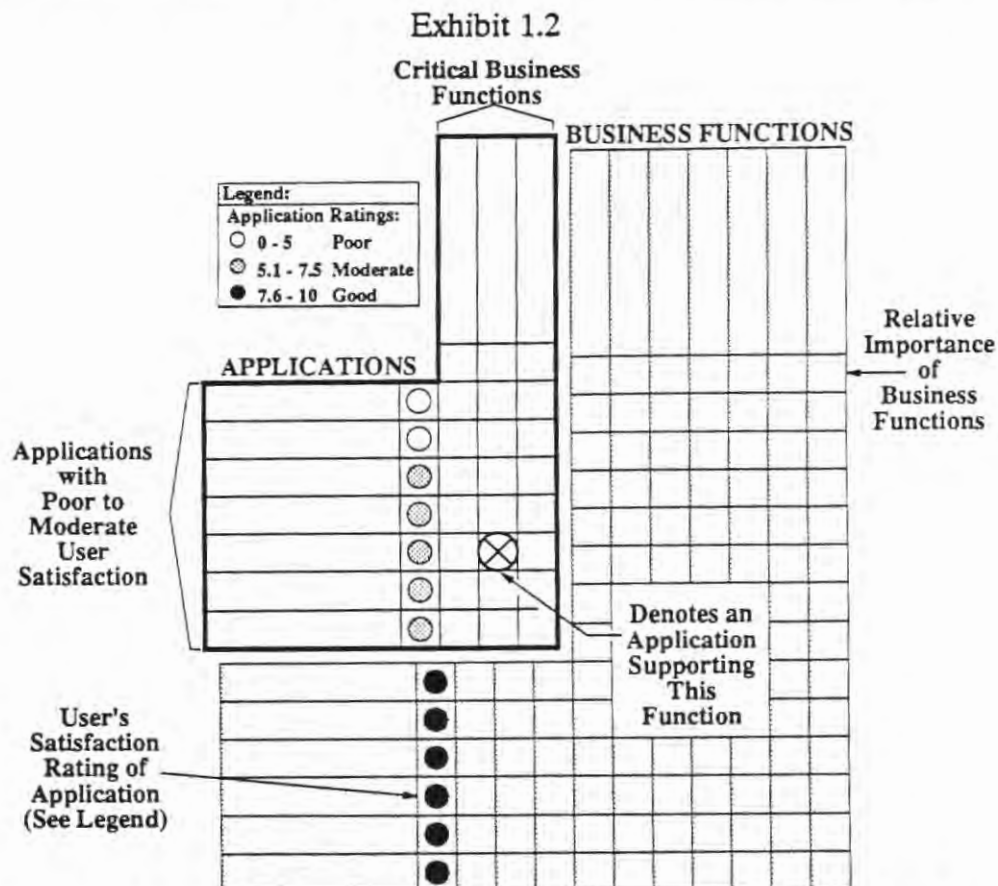 Exhibit 1.2
Critical Business
Functions
BUSINESS FUNCTIONS
Legend:
Application Ratings:
0 - 5 Poor
5.1 - 7.5 Moderate
7.6 - 10 Good
Relative
Importance
of
Business
Functions
APPLICATIONS
Applications
with
Poor to
Moderate
User
Satisfaction
Denotes an
Application
Supporting
This
Function
User's
Satisfaction
Rating of
Application
(See Legend)